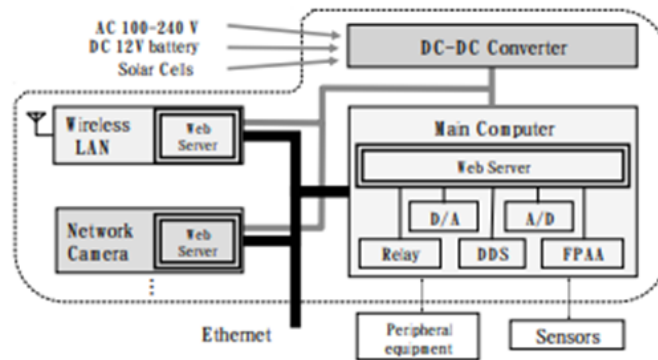 AC 100-240 V
DC 12V battery
Solar Cells
DC-DC Converter
Wireless
LAN
Web
Server
Main Computer
Web Server
D/A
A/D
Relay
DDS
FPAA
Network
Camera
Web
Server
Ethernet
Peripheral
equipment
Sensors